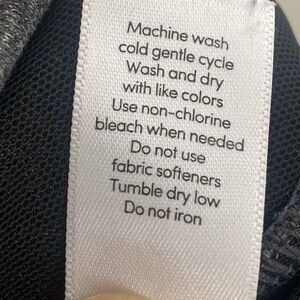 Machine wash
cold gentle cycle
Wash and dry
with like colors
Use non-chlorine
bleach when needed
Do not use
fabric softeners
Tumble dry low
Do not iron